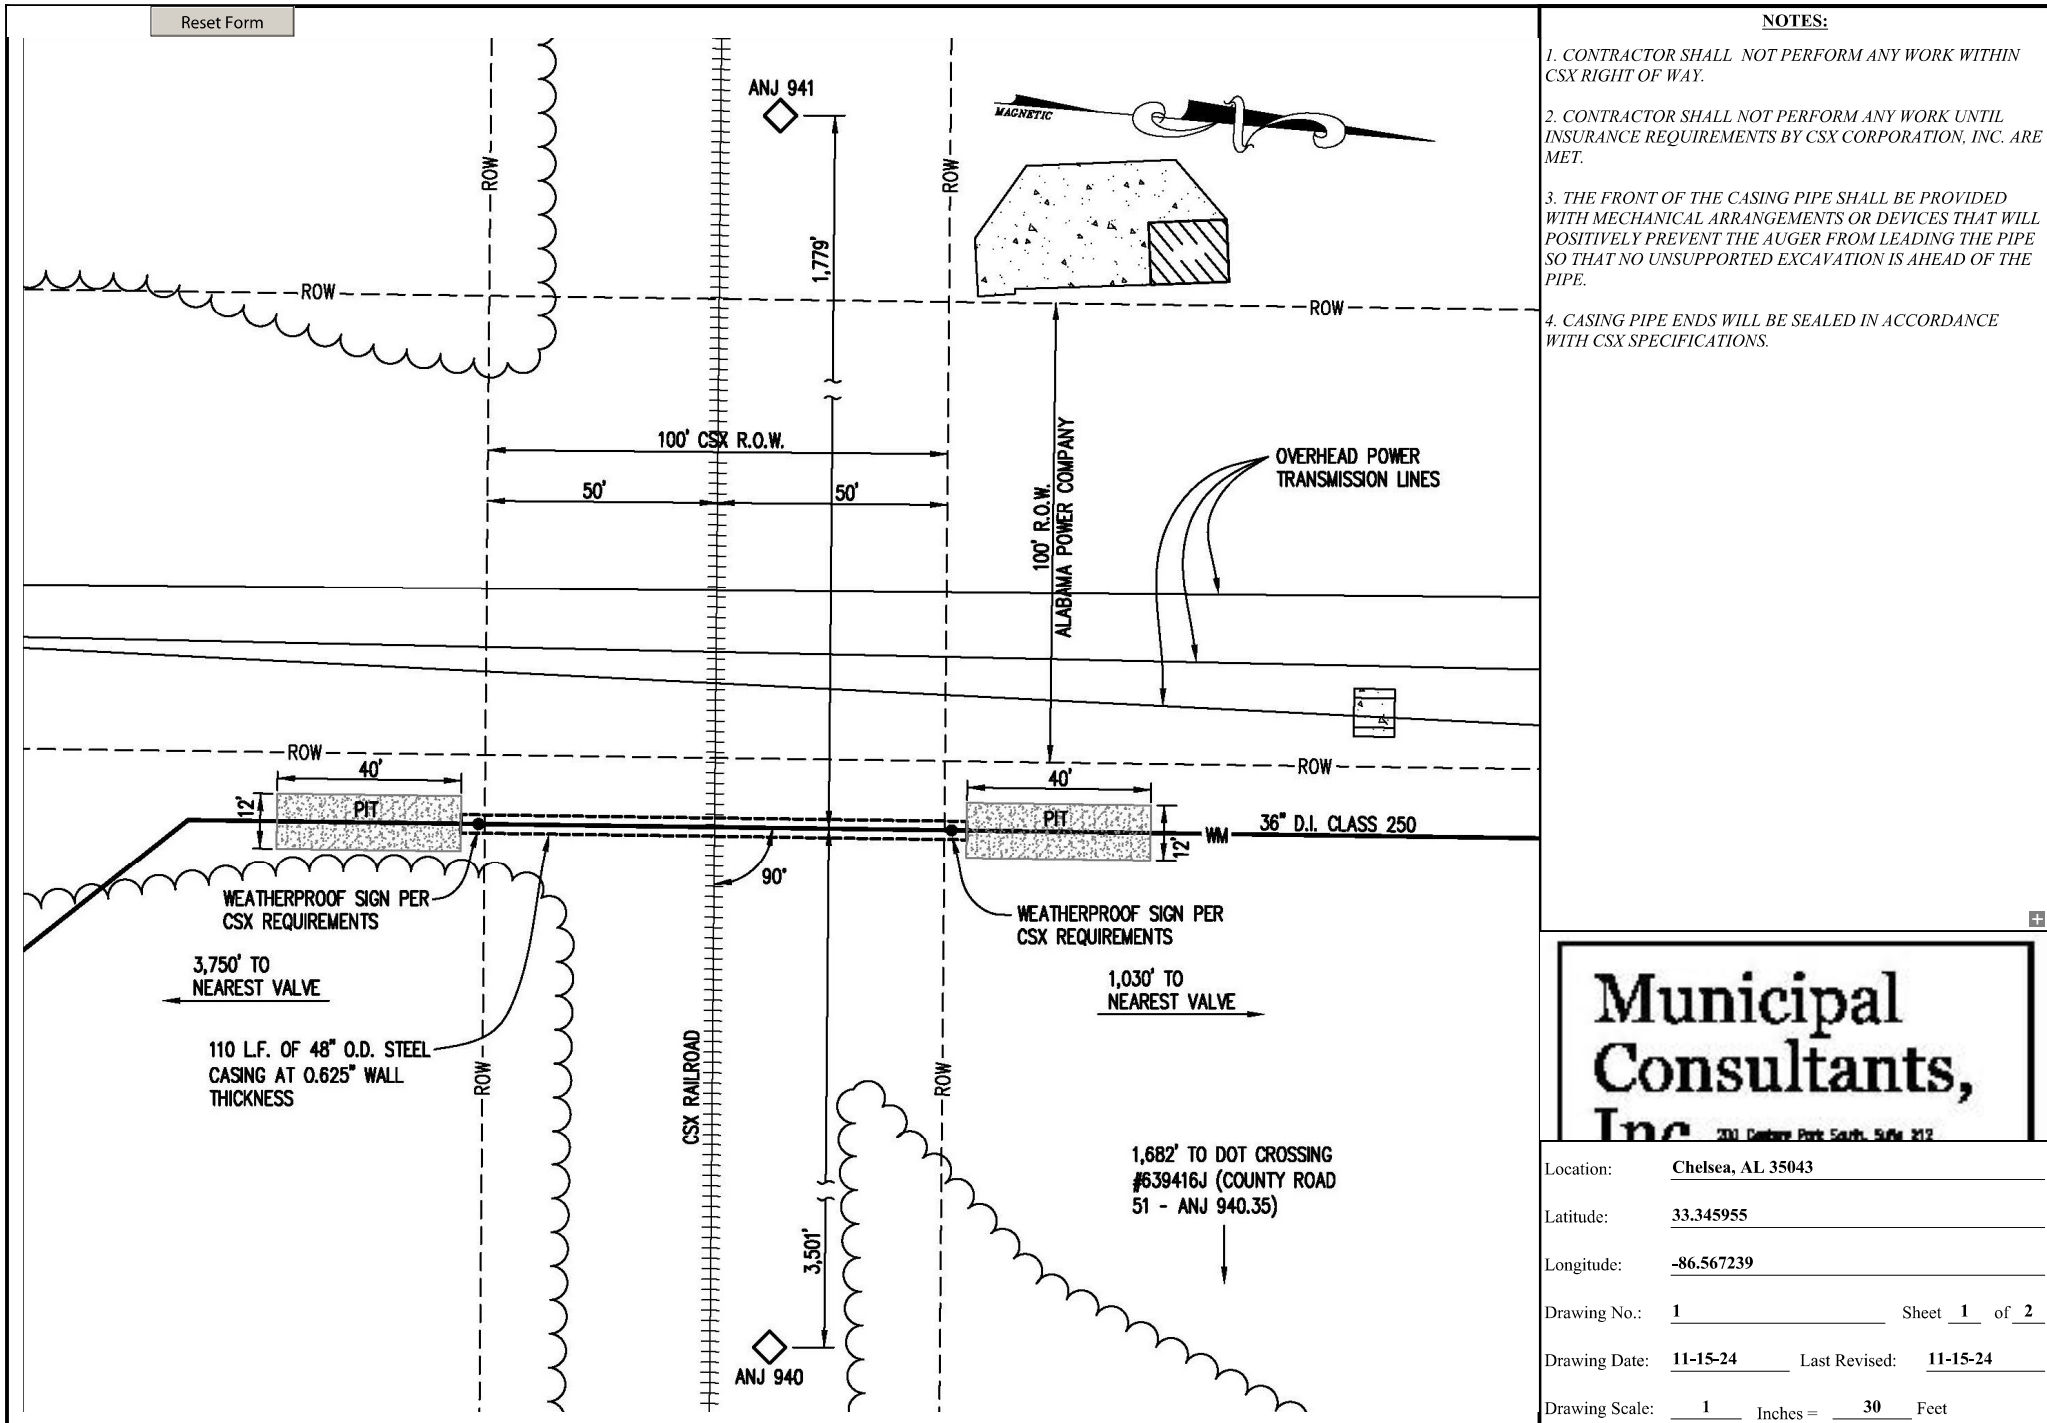 Reset Form
ANJ 941
MAGNETIC
ROW
ROW
1,779'
ROW
ROW
100' CSX R.O.W.
50'
50'
100' R.O.W.
ALABAMA POWER COMPANY
OVERHEAD POWER
TRANSMISSION LINES
ROW
ROW
40'
12'
PIT
40'
PIT
12'
WM
36" D.I. CLASS 250
90°
WEATHERPROOF SIGN PER
CSX REQUIREMENTS
WEATHERPROOF SIGN PER
CSX REQUIREMENTS
3,750' TO
NEAREST VALVE
1,030' TO
NEAREST VALVE
110 L.F. OF 48" O.D. STEEL
CASING AT 0.625" WALL
THICKNESS
ROW
CSX RAILROAD
ROW
1,682' TO DOT CROSSING
#639416J (COUNTY ROAD
51 - ANJ 940.35)
3,501'
ANJ 940
NOTES:
1. CONTRACTOR SHALL NOT PERFORM ANY WORK WITHIN
CSX RIGHT OF WAY.
2. CONTRACTOR SHALL NOT PERFORM ANY WORK UNTIL
INSURANCE REQUIREMENTS BY CSX CORPORATION, INC. ARE
MET.
3. THE FRONT OF THE CASING PIPE SHALL BE PROVIDED
WITH MECHANICAL ARRANGEMENTS OR DEVICES THAT WILL
POSITIVELY PREVENT THE AUGER FROM LEADING THE PIPE
SO THAT NO UNSUPPORTED EXCAVATION IS AHEAD OF THE
PIPE.
4. CASING PIPE ENDS WILL BE SEALED IN ACCORDANCE
WITH CSX SPECIFICATIONS.
Municipal
Consultants,
Inc. 200 Park South, Suite 212
Location: Chelsea, AL 35043
Latitude: 33.345955
Longitude: -86.567239
Drawing No.: 1 Sheet 1 of 2
Drawing Date: 11-15-24 Last Revised: 11-15-24
Drawing Scale: 1 Inches = 30 Feet